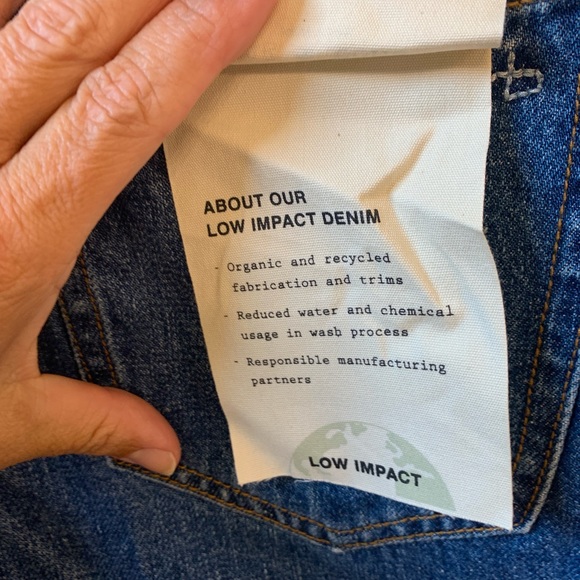 ABOUT OUR
LOW IMPACT DENIM
- Organic and recycled
fabrication and trims
- Reduced water and chemical
usage in wash process
- Responsible manufacturing
partners
LOW IMPACT